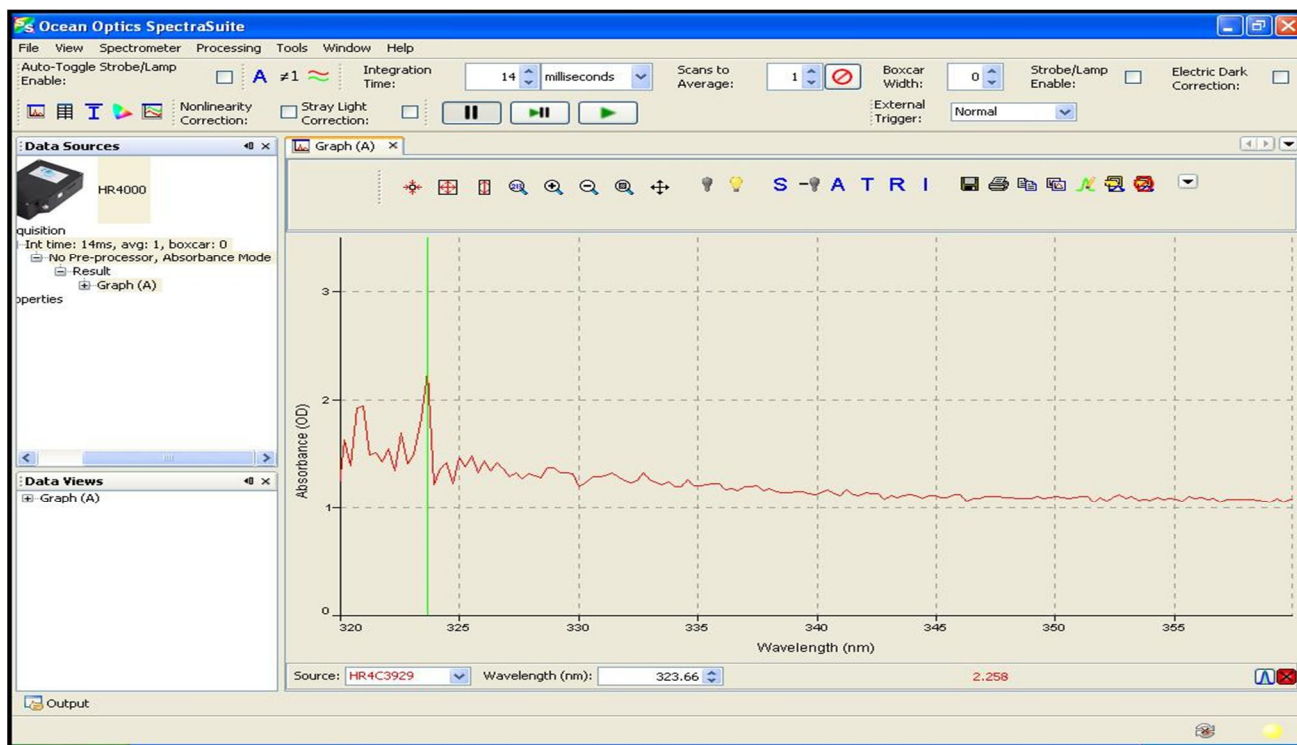 Ocean Optics SpectraSuite
File View Spectrometer Processing Tools Window Help
Auto-Toggle Strobe/Lamp Enable:
A ≠1
Integration Time: 14 milliseconds
Scans to Average: 1
Boxcar Width: 0
Strobe/Lamp Enable:
Electric Dark Correction:
Nonlinearity Correction:
Stray Light Correction:
External Trigger: Normal
Data Sources
HR4000
quisition
Int time: 14ms, avg: 1, boxcar: 0
No Pre-processor, Absorbance Mode
Result
Graph (A)
operties
Data Views
Graph (A)
Graph (A)
S A T R I
Absorbance (OD)
3
2
1
0
320 325 330 335 340 345 350 355
Wavelength (nm)
Source: HR4C3929 Wavelength (nm): 323.66 2.258
Output